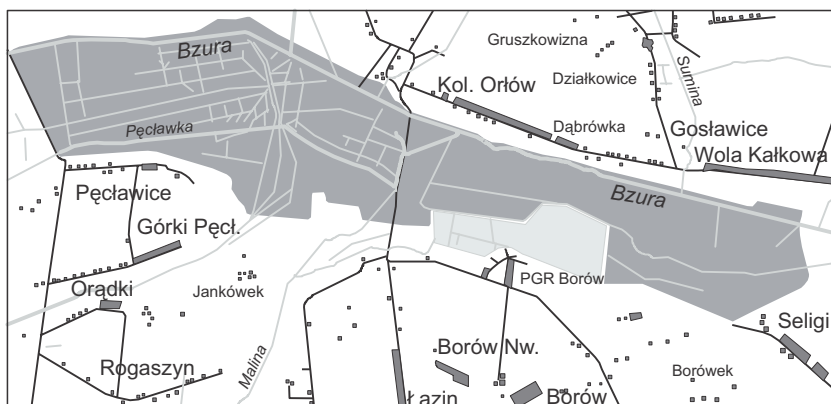 Bzura
Gruszkowizna
Kol. Orłów
Działkowice
Sumina
Pęcławka
Dąbrówka
Gosławice
Wola Kałkowa
Pęcławice
Bzura
Górki Pęcł.
Orądki
Jankówek
PGR Borów
Seligi
Rogaszyn
Malina
Borów Nw.
Borówek
Łazin
Borów